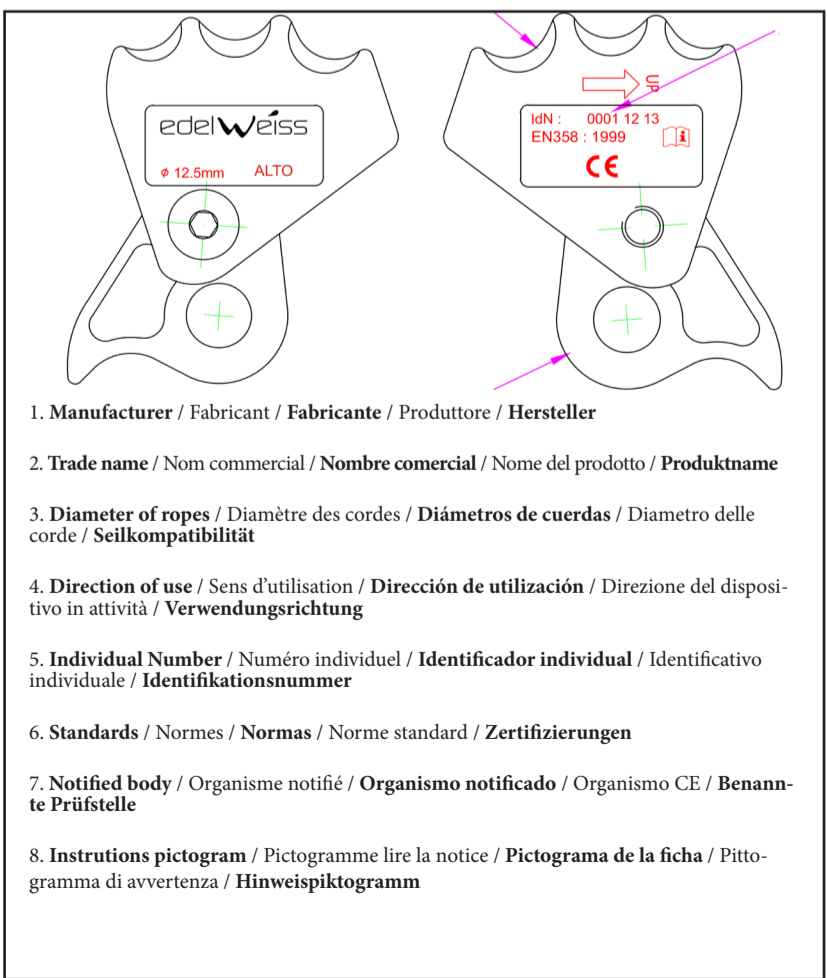 edelweiss
ø 12.5mm ALTO
UP
IdN : 0001 12 13
EN358 : 1999
i
CE
1. Manufacturer / Fabricant / Fabricante / Produttore / Hersteller
2. Trade name / Nom commercial / Nombre comercial / Nome del prodotto / Produktname
3. Diameter of ropes / Diamètre des cordes / Diámetros de cuerdas / Diametro delle
corde / Seilkompatibilität
4. Direction of use / Sens d'utilisation / Dirección de utilización / Direzione del disposi-
tivo in attività / Verwendungsrichtung
5. Individual Number / Numéro individuel / Identificador individual / Identificativo
individuale / Identifikationsnummer
6. Standards / Normes / Normas / Norme standard / Zertifizierungen
7. Notified body / Organisme notifié / Organismo notificado / Organismo CE / Benann-
te Prüfstelle
8. Instrutions pictogram / Pictogramme lire la notice / Pictograma de la ficha / Pitto-
gramma di avvertenza / Hinweispiktogramm